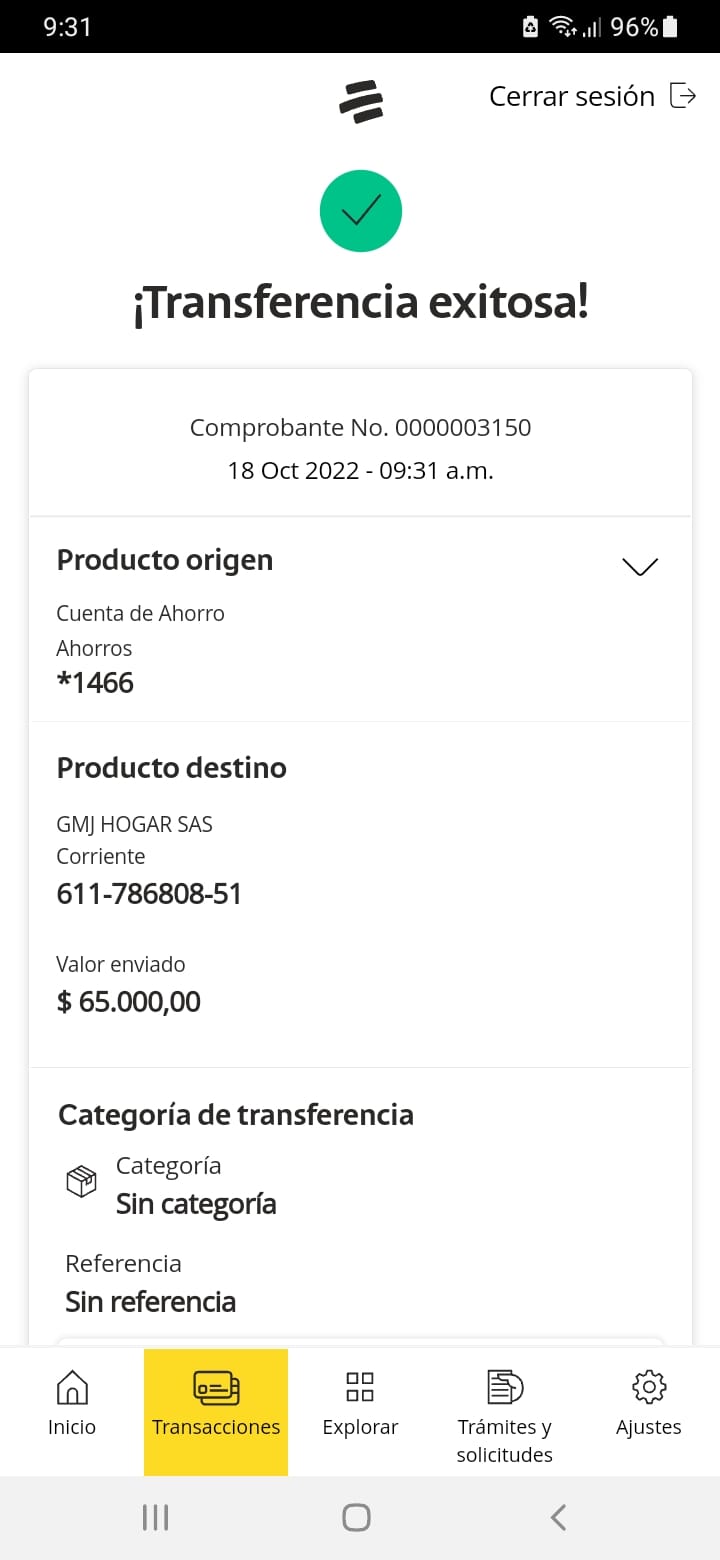 9:31
96%
Cerrar sesión
¡Transferencia exitosa!
Comprobante No. 0000003150
18 Oct 2022 - 09:31 a.m.
Producto origen
Cuenta de Ahorro
Ahorros
*1466
Producto destino
GMJ HOGAR SAS
Corriente
611-786808-51
Valor enviado
$ 65.000,00
Categoría de transferencia
Categoría
Sin categoría
Referencia
Sin referencia
Inicio
Transacciones
Explorar
Trámites y
solicitudes
Ajustes